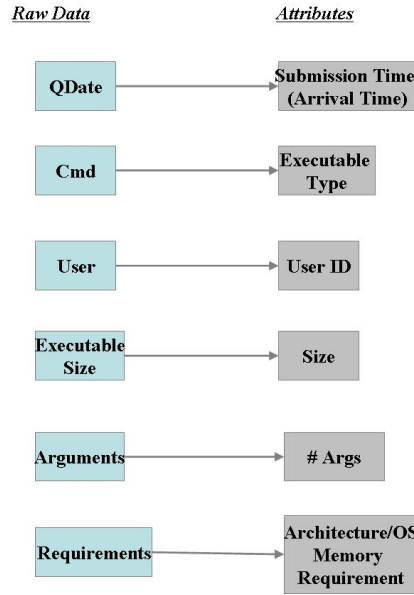 Raw Data Attributes
QDate
Submission Time
(Arrival Time)
Cmd
Executable
Type
User
User ID
Executable
Size
Size
Arguments
# Args
Requirements
Architecture/OS
Memory
Requirement